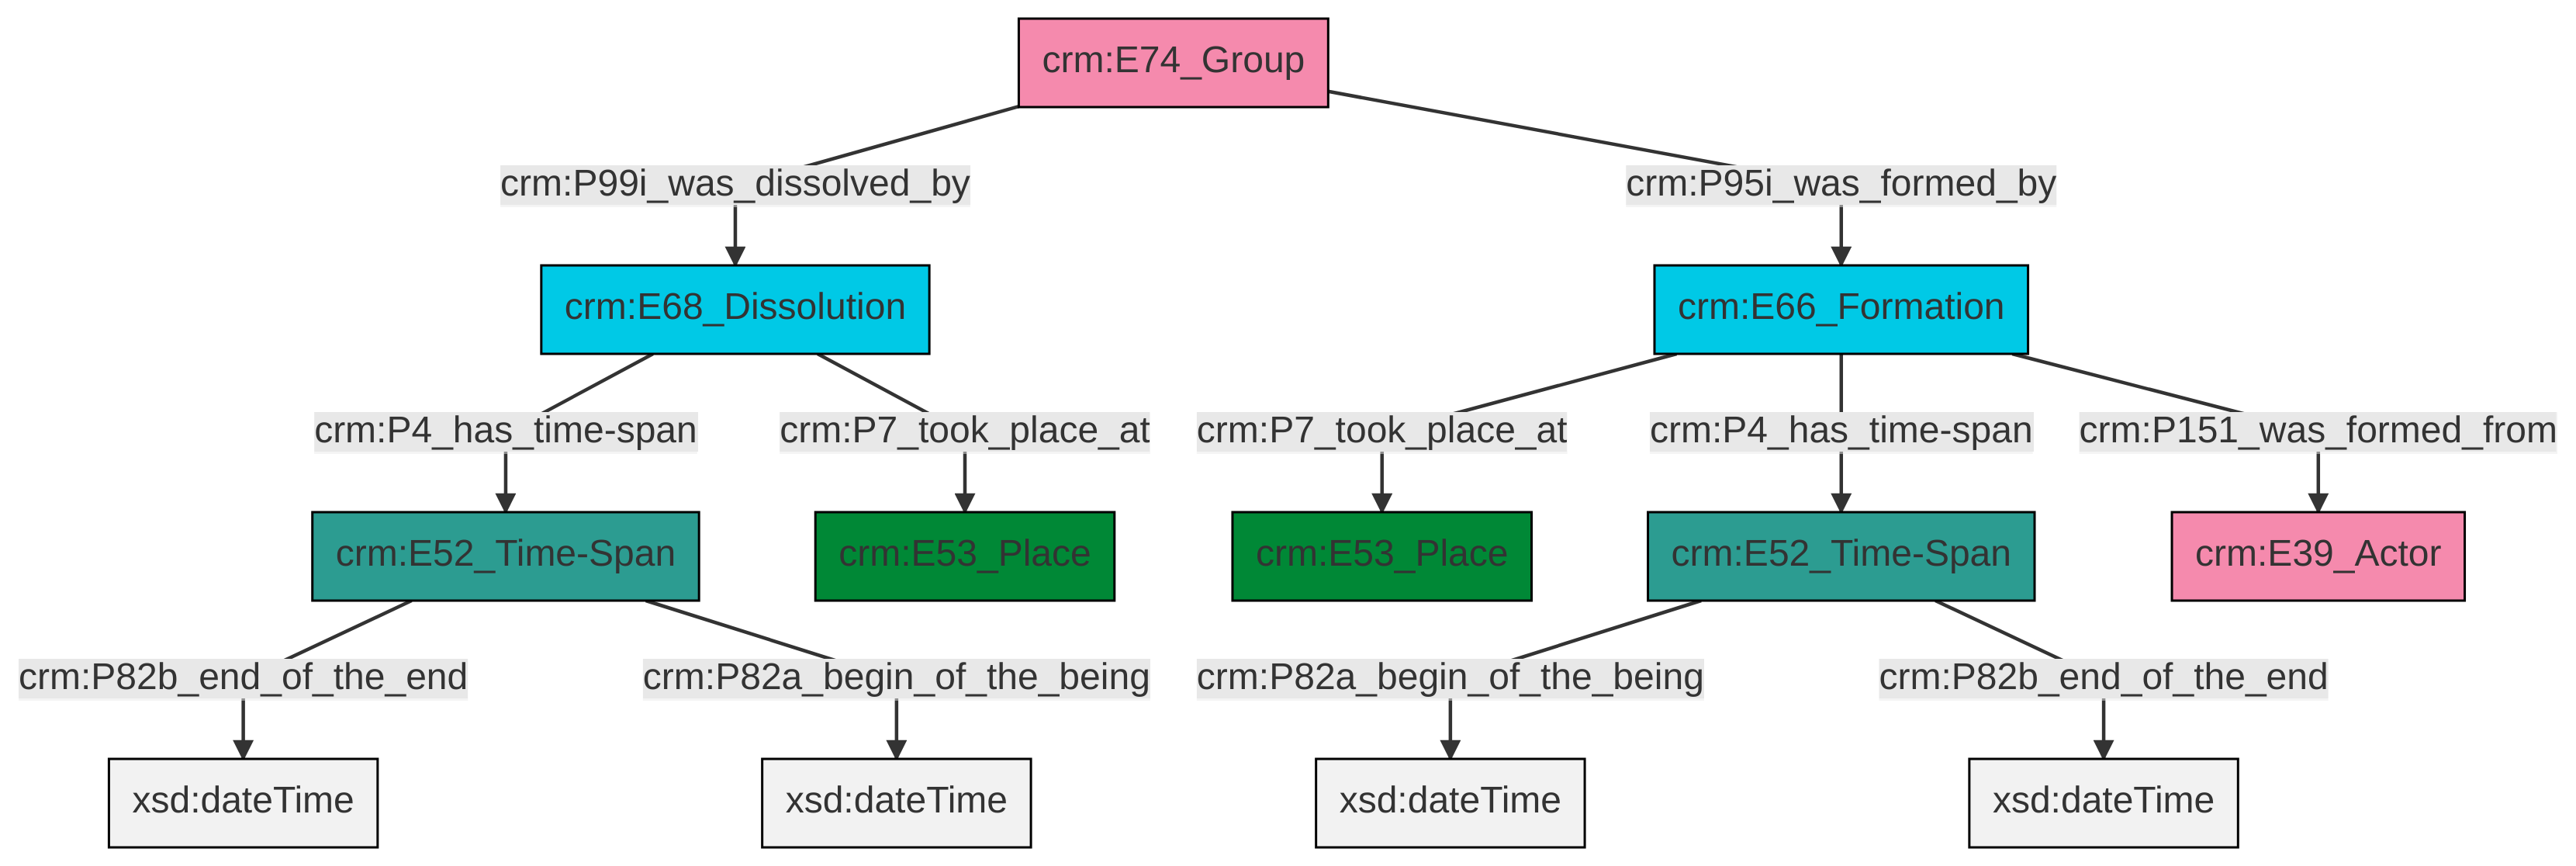 crm:E74_Group
crm:P99i_was_dissolved_by
crm:P95i_was_formed_by
crm:E68_Dissolution
crm:E66_Formation
crm:P4_has_time-span
crm:P7_took_place_at
crm:P7_took_place_at
crm:P4_has_time-span
crm:P151_was_formed_from
crm:E52_Time-Span
crm:E53_Place
crm:E53_Place
crm:E52_Time-Span
crm:E39_Actor
crm:P82b_end_of_the_end
crm:P82a_begin_of_the_being
crm:P82a_begin_of_the_being
crm:P82b_end_of_the_end
xsd:dateTime
xsd:dateTime
xsd:dateTime
xsd:dateTime